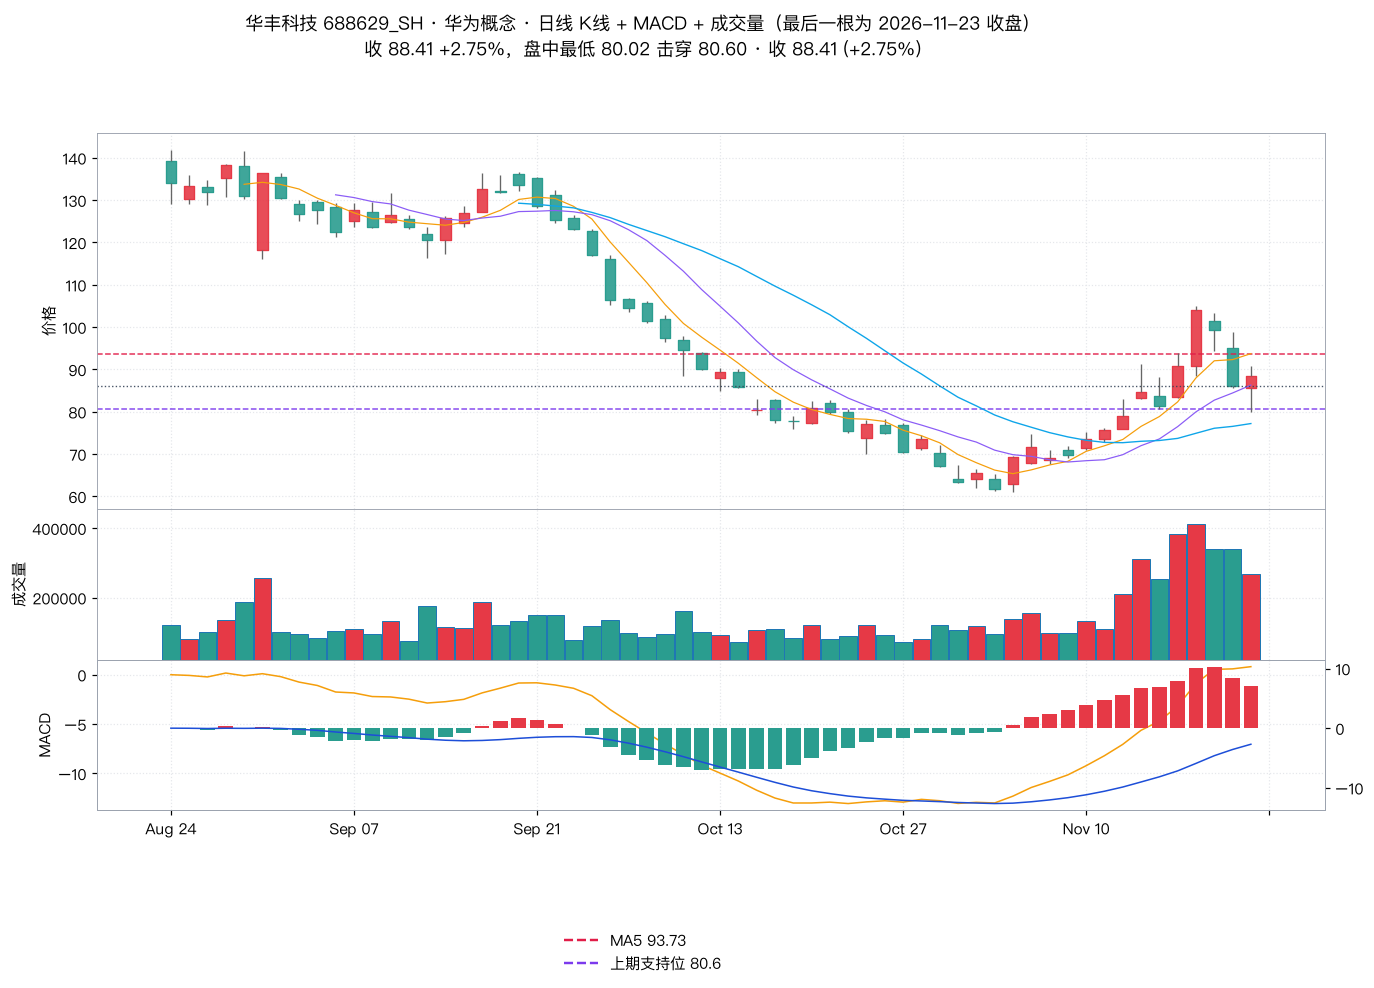 华丰科技 688629_SH · 华为概念 · 日线 K线 + MACD + 成交量（最后一根为 2026−11−23 收盘）
收 88.41 +2.75%，盘中最低 80.02 击穿 80.60 · 收 88.41 (+2.75%)
价格
140
130
120
110
100
90
80
70
60
成交量
400000
200000
MACD
0
−5
−10
10
0
−10
Aug 24
Sep 07
Sep 21
Oct 13
Oct 27
Nov 10
MA5 93.73
上期支持位 80.6